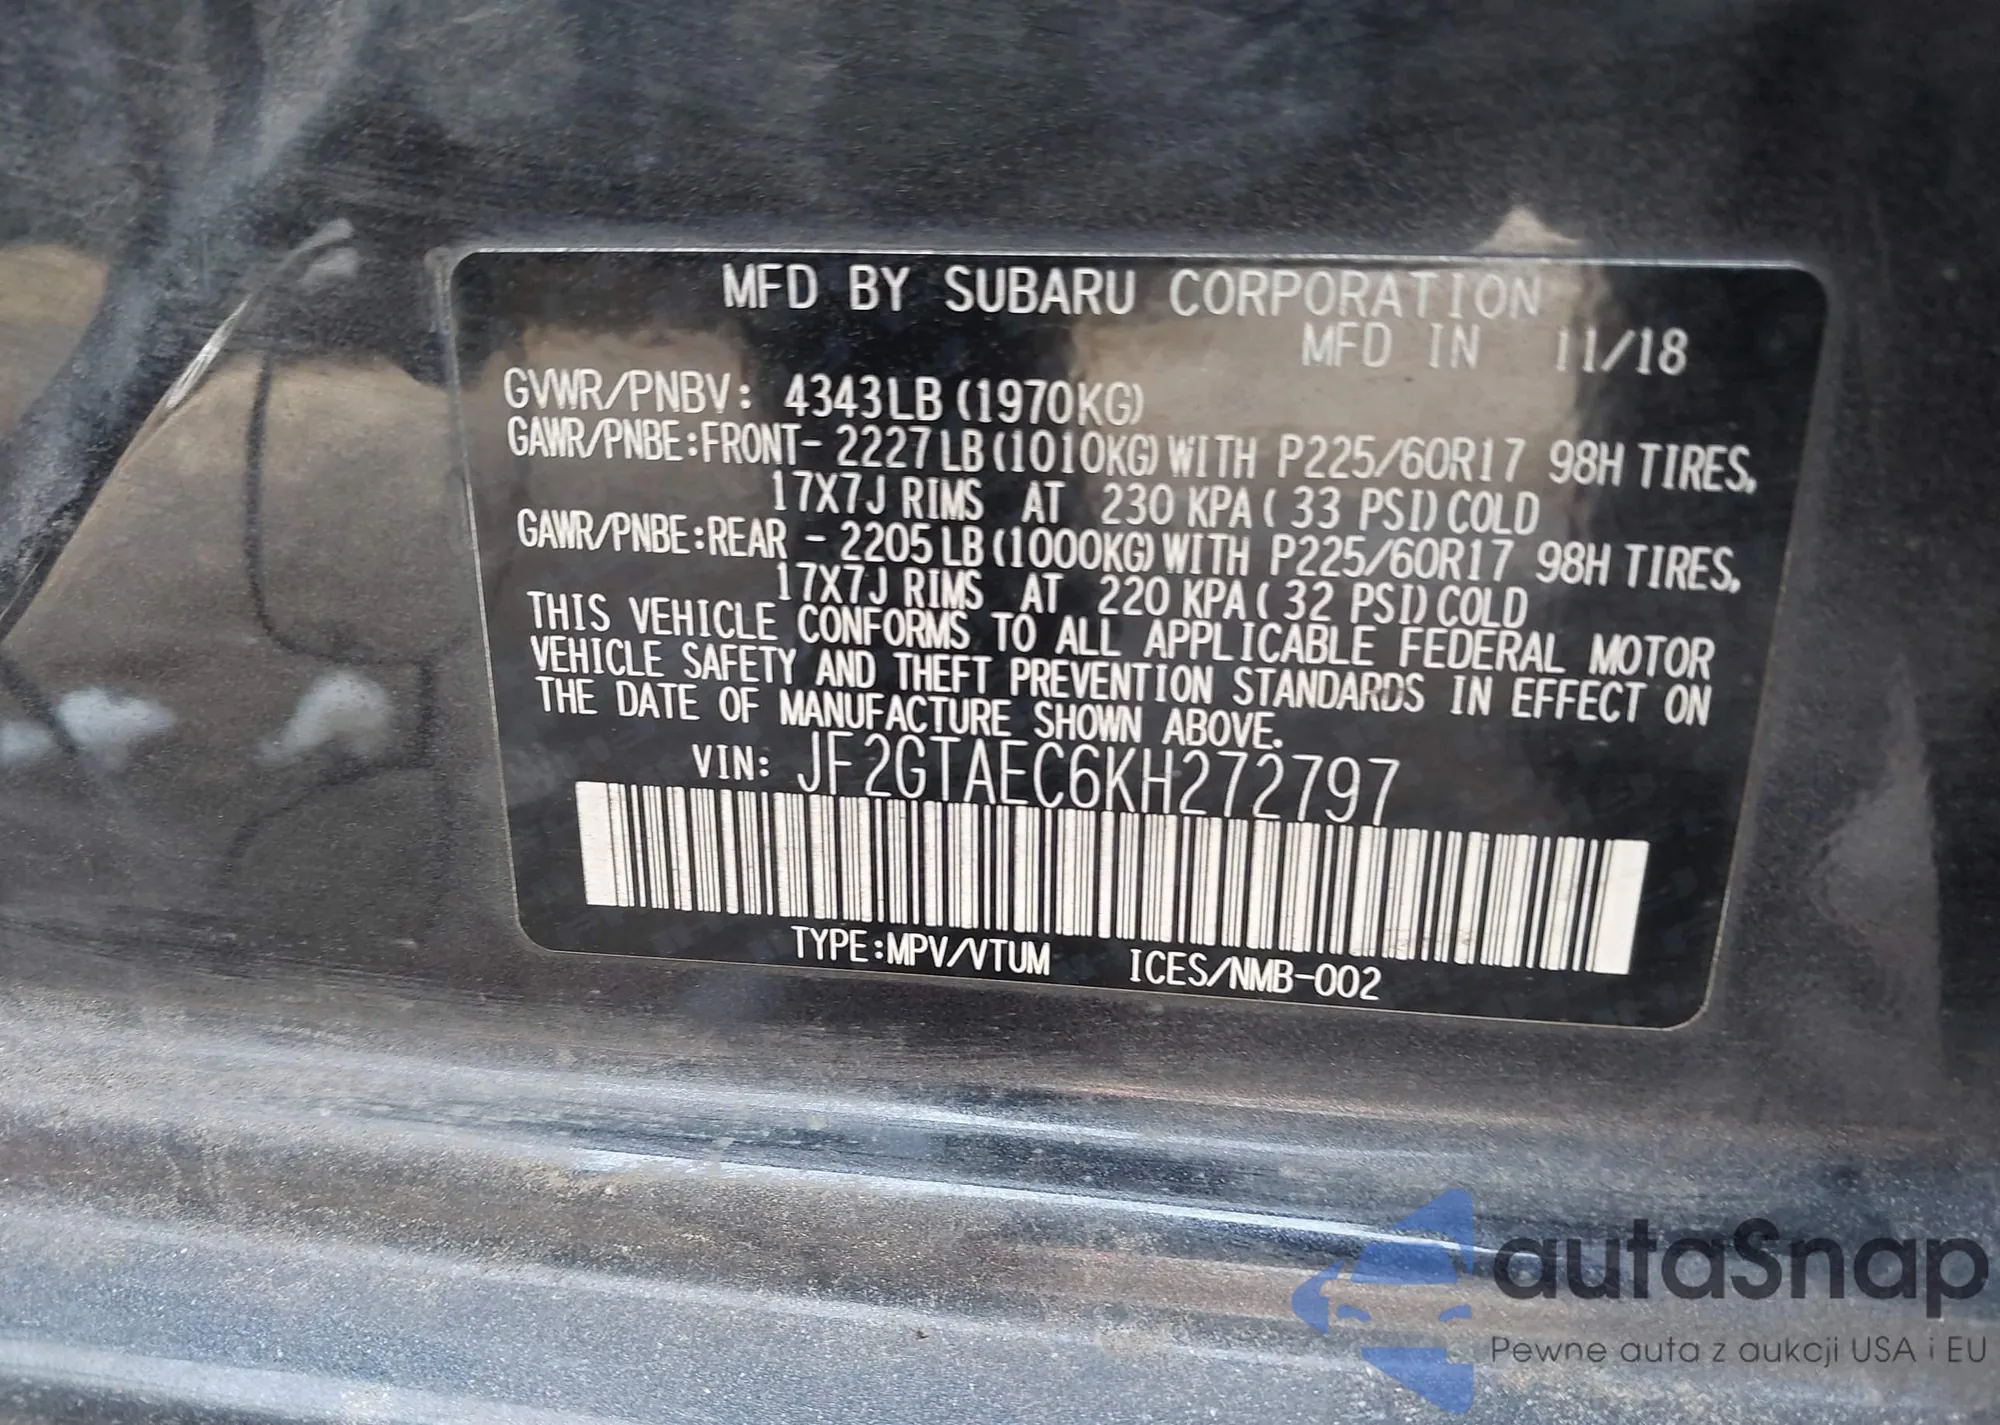 MFD BY SUBARU CORPORATION
MFD IN 11/18
GVWR/PNBV: 4343LB (1970KG)
GAWR/PNBE:FRONT- 2227LB (1010KG) WITH P225/60R17 98H TIRES,
17X7J RIMS AT 230 KPA ( 33 PSI) COLD
GAWR/PNBE:REAR - 2205LB (1000KG) WITH P225/60R17 98H TIRES,
17X7J RIMS AT 220 KPA ( 32 PSI) COLD
THIS VEHICLE CONFORMS TO ALL APPLICABLE FEDERAL MOTOR
VEHICLE SAFETY AND THEFT PREVENTION STANDARDS IN EFFECT ON
THE DATE OF MANUFACTURE SHOWN ABOVE.
VIN: JF2GTAEC6KH272797
TYPE:MPV/VTUM ICES/NMB-002
autaSnap
Pewne auta z aukcji USA i EU